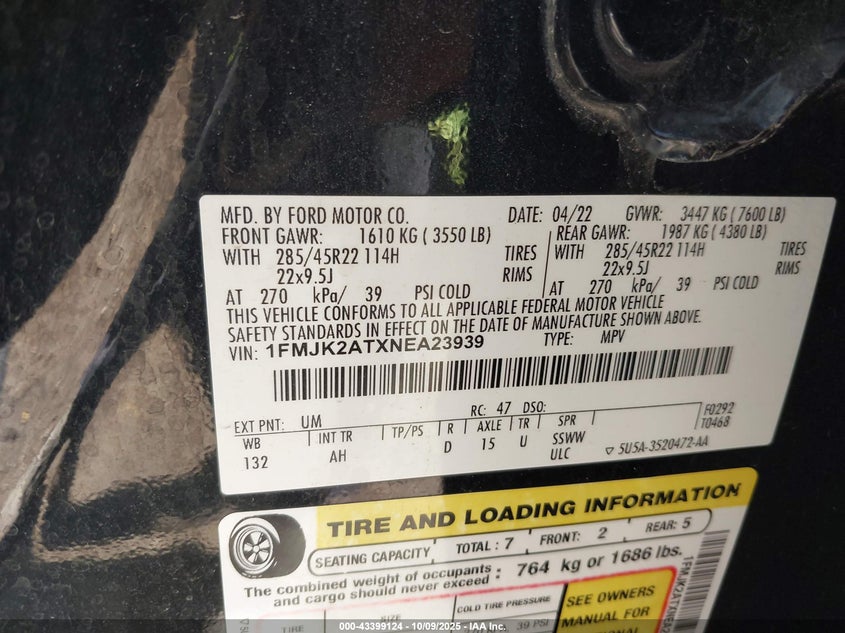 MFD. BY FORD MOTOR CO. DATE: 04/22 GVWR: 3447 KG ( 7600 LB)
FRONT GAWR: 1610 KG ( 3550 LB) REAR GAWR: 1987 KG ( 4380 LB)
WITH 285/45R22 114H TIRES WITH 285/45R22 114H TIRES
22x9.5J RIMS 22x9.5J RIMS
AT 270 kPa/ 39 PSI COLD AT 270 kPa/ 39 PSI COLD
THIS VEHICLE CONFORMS TO ALL APPLICABLE FEDERAL MOTOR VEHICLE
SAFETY STANDARDS IN EFFECT ON THE DATE OF MANUFACTURE SHOWN ABOVE.
VIN: 1FMJK2ATXNEA23939 TYPE: MPV
EXT PNT: UM RC: 47 DSO: F0292
WB INT TR TP/PS R AXLE TR SPR T0468
132 AH D 15 U SSWW
ULC ▽ 5U5A-3520472-AA
TIRE AND LOADING INFORMATION
SEATING CAPACITY TOTAL : 7 FRONT: 2 REAR: 5
The combined weight of occupants : 764 kg or 1686 lbs.
and cargo should never exceed
TIRE COLD TIRE PRESSURE SEE OWNERS
39 PSI MANUAL FOR
000-43399124 - 10/09/2025 - IAA Inc.